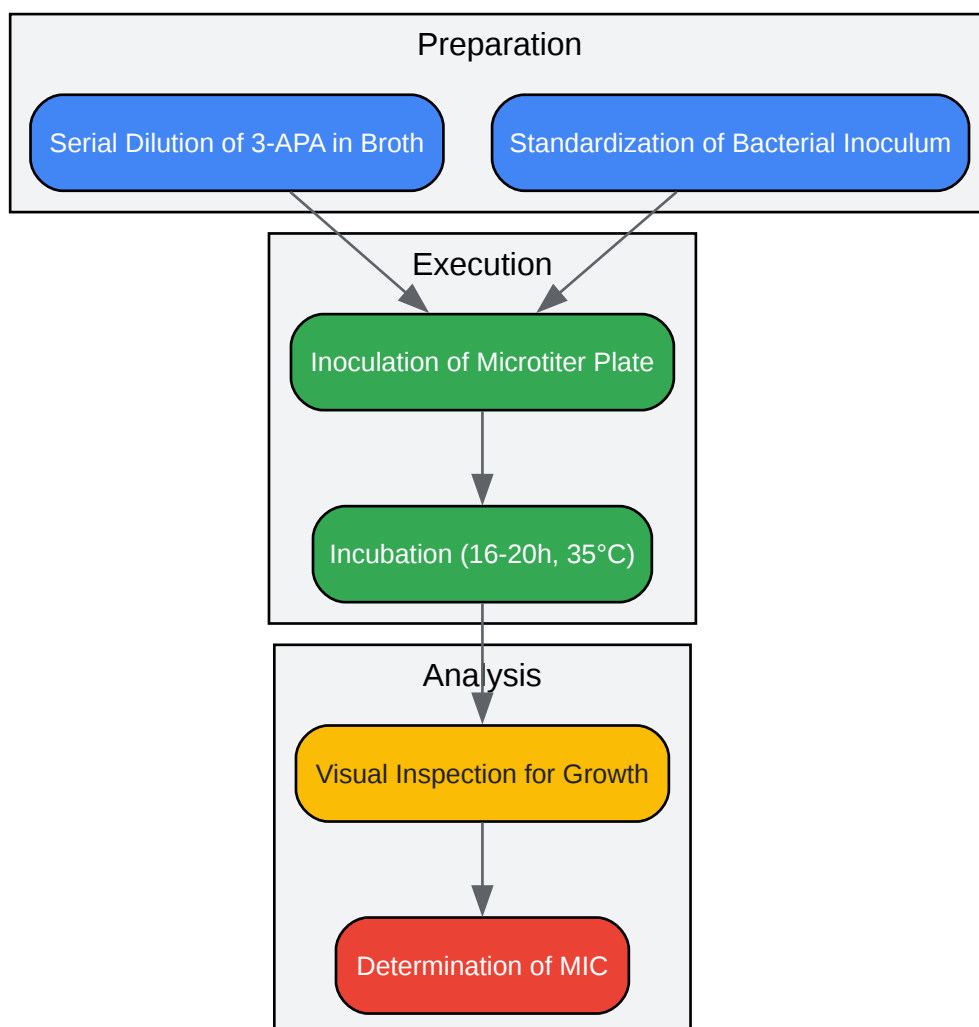 Preparation
Serial Dilution of 3-APA in Broth
Standardization of Bacterial Inoculum
Execution
Inoculation of Microtiter Plate
Incubation (16-20h, 35°C)
Analysis
Visual Inspection for Growth
Determination of MIC